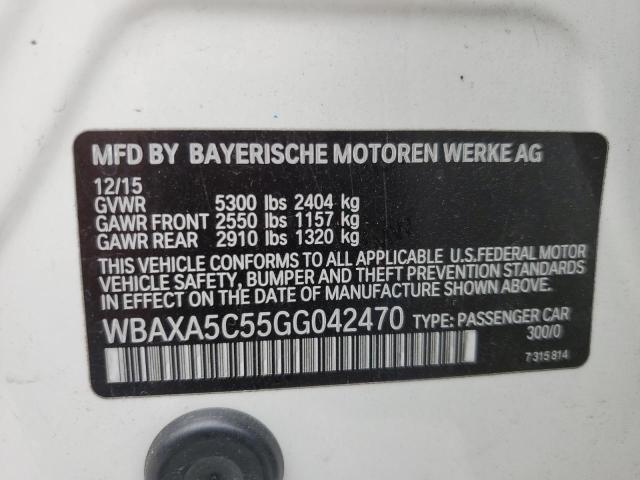 MFD BY BAYERISCHE MOTOREN WERKE AG
12/15
GVWR 5300 lbs 2404 kg
GAWR FRONT 2550 lbs 1157 kg
GAWR REAR 2910 lbs 1320 kg
THIS VEHICLE CONFORMS TO ALL APPLICABLE U.S.FEDERAL MOTOR
VEHICLE SAFETY, BUMPER AND THEFT PREVENTION STANDARDS
IN EFFECT ON THE DATE OF MANUFACTURE SHOWN ABOVE.
WBAXA5C55GG042470 TYPE: PASSENGER CAR
300/0
7 315 814